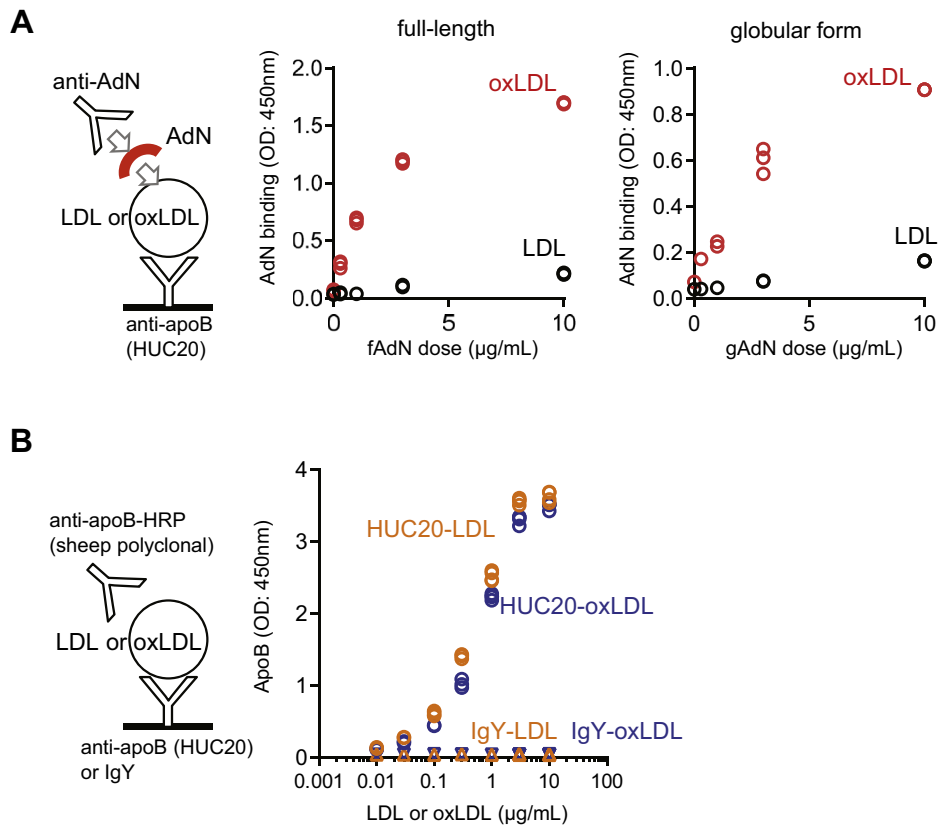 A
full-length
globular form
anti-AdN
AdN
LDL or oxLDL
anti-apoB
(HUC20)
AdN binding (OD: 450nm)
2.0
1.5
1.0
0.5
0.0
oxLDL
LDL
0
5
10
fAdN dose (µg/mL)
AdN binding (OD: 450nm)
1.0
0.8
0.6
0.4
0.2
0.0
oxLDL
LDL
0
5
10
gAdN dose (µg/mL)
B
anti-apoB-HRP
(sheep polyclonal)
LDL or oxLDL
anti-apoB (HUC20)
or IgY
ApoB (OD: 450nm)
4
3
2
1
0
HUC20-LDL
HUC20-oxLDL
IgY-LDL
IgY-oxLDL
0.001
0.01
0.1
1
10
100
LDL or oxLDL (µg/mL)